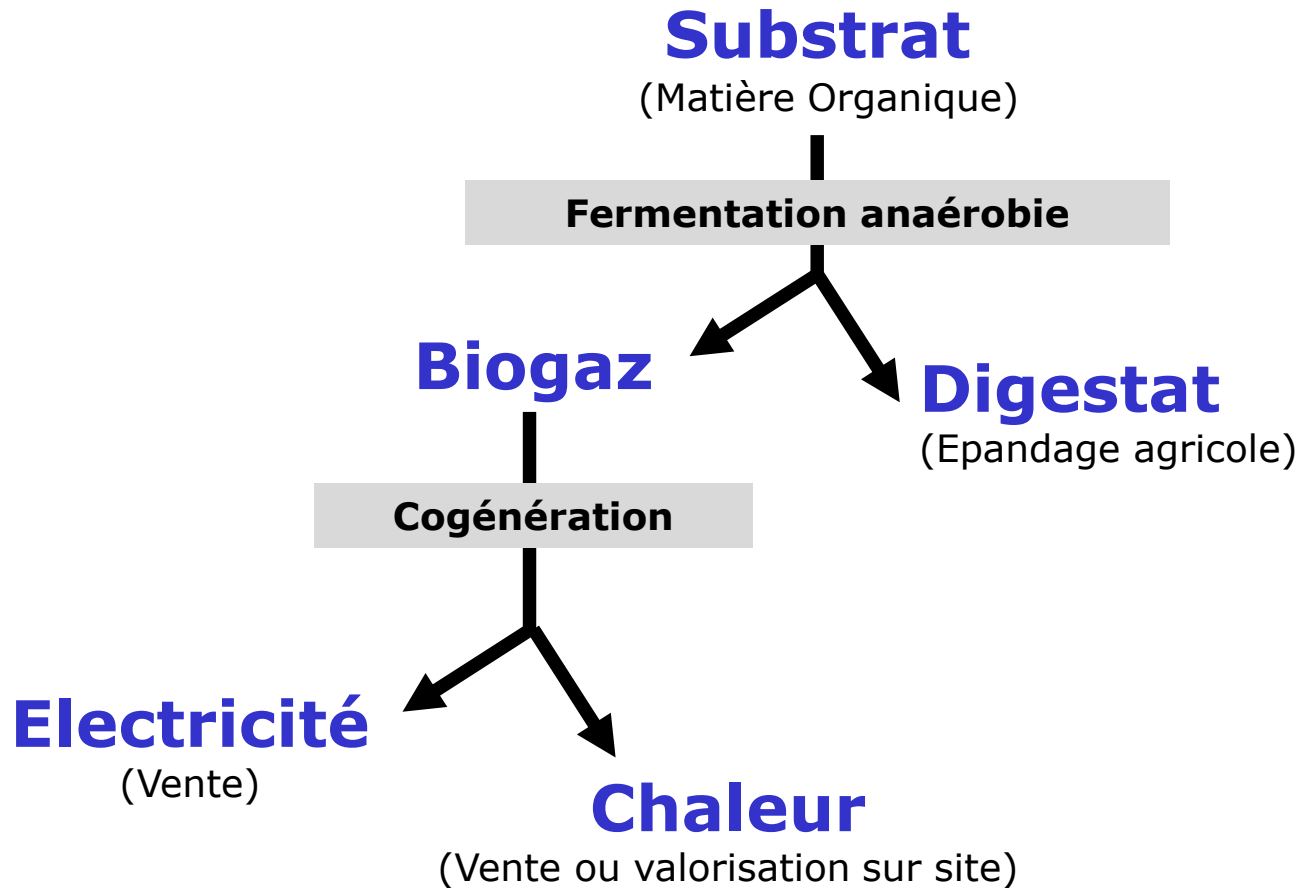 Substrat
(Matière Organique)
Fermentation anaérobie
Biogaz
Digestat
(Epandage agricole)
Cogénération
Electricité
(Vente)
Chaleur
(Vente ou valorisation sur site)